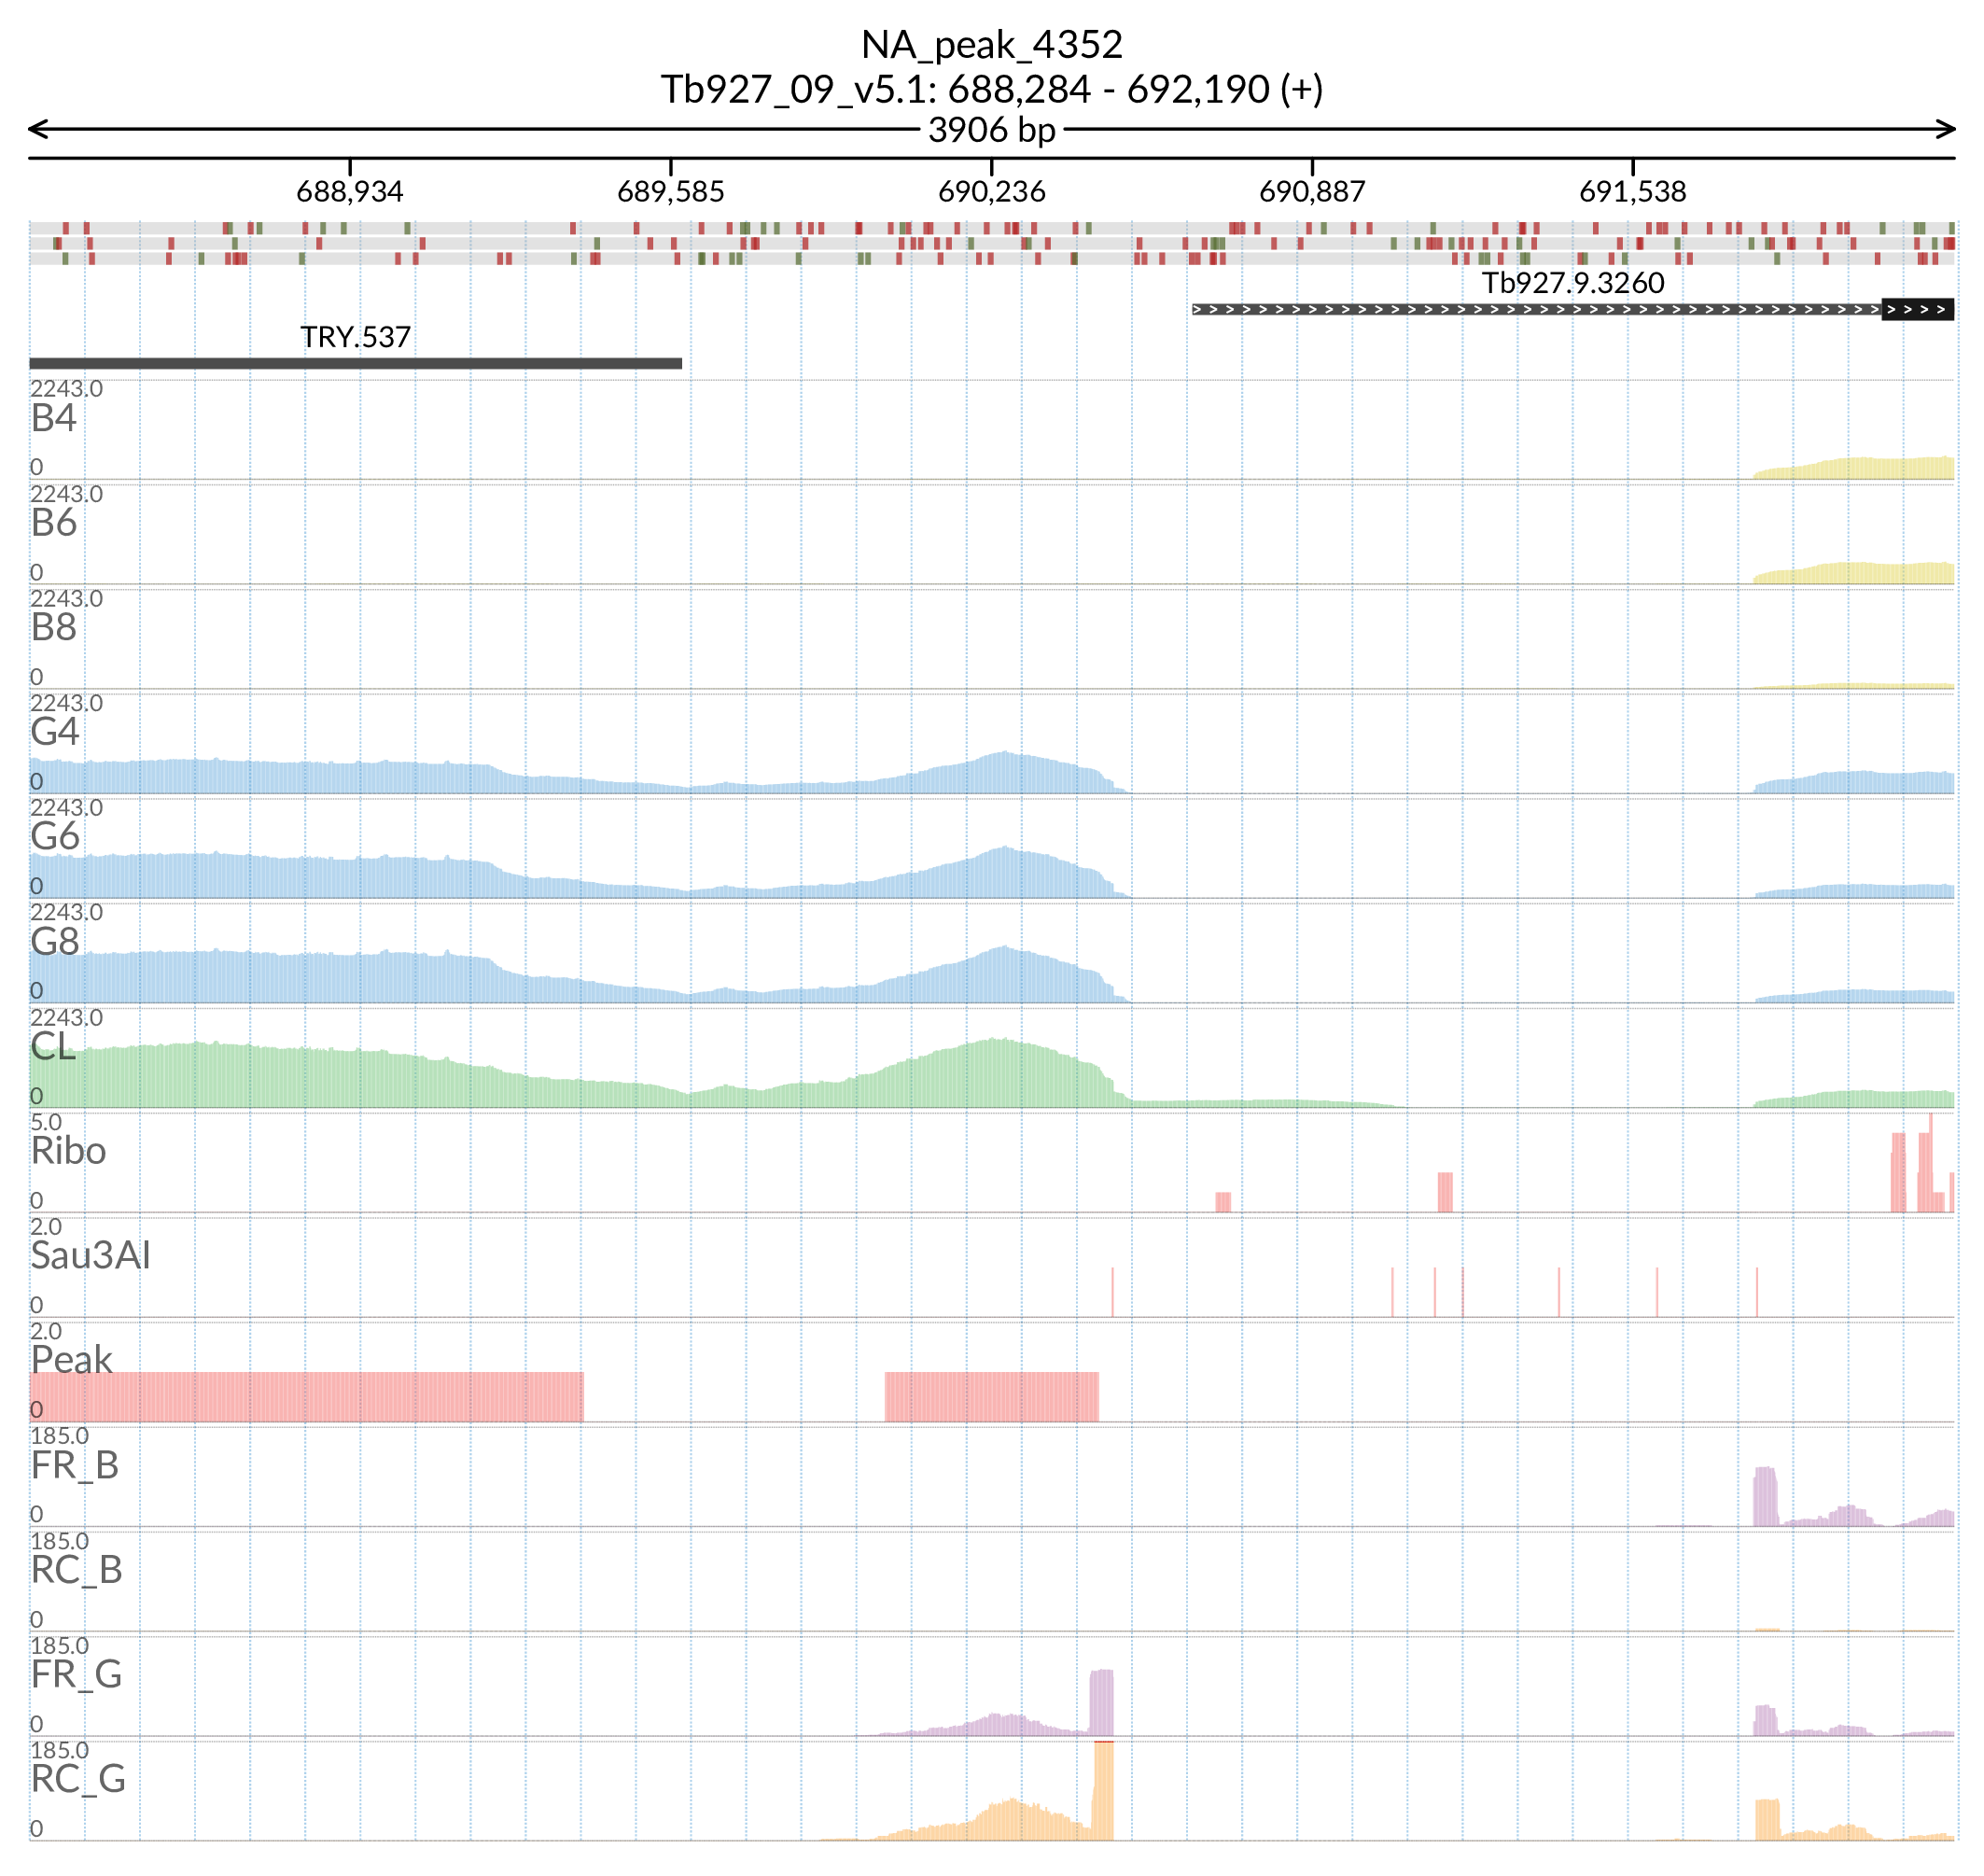 NA_peak_4352
Tb927_09_v5.1: 688,284 - 692,190 (+)
3906 bp
688,934 689,585 690,236 690,887 691,538
Tb927.9.3260
TRY.537
2243.0
B4
0
2243.0
B6
0
2243.0
B8
0
2243.0
G4
0
2243.0
G6
0
2243.0
G8
0
2243.0
CL
0
5.0
Ribo
0
2.0
Sau3AI
0
2.0
Peak
0
185.0
FR_B
0
185.0
RC_B
0
185.0
FR_G
0
185.0
RC_G
0